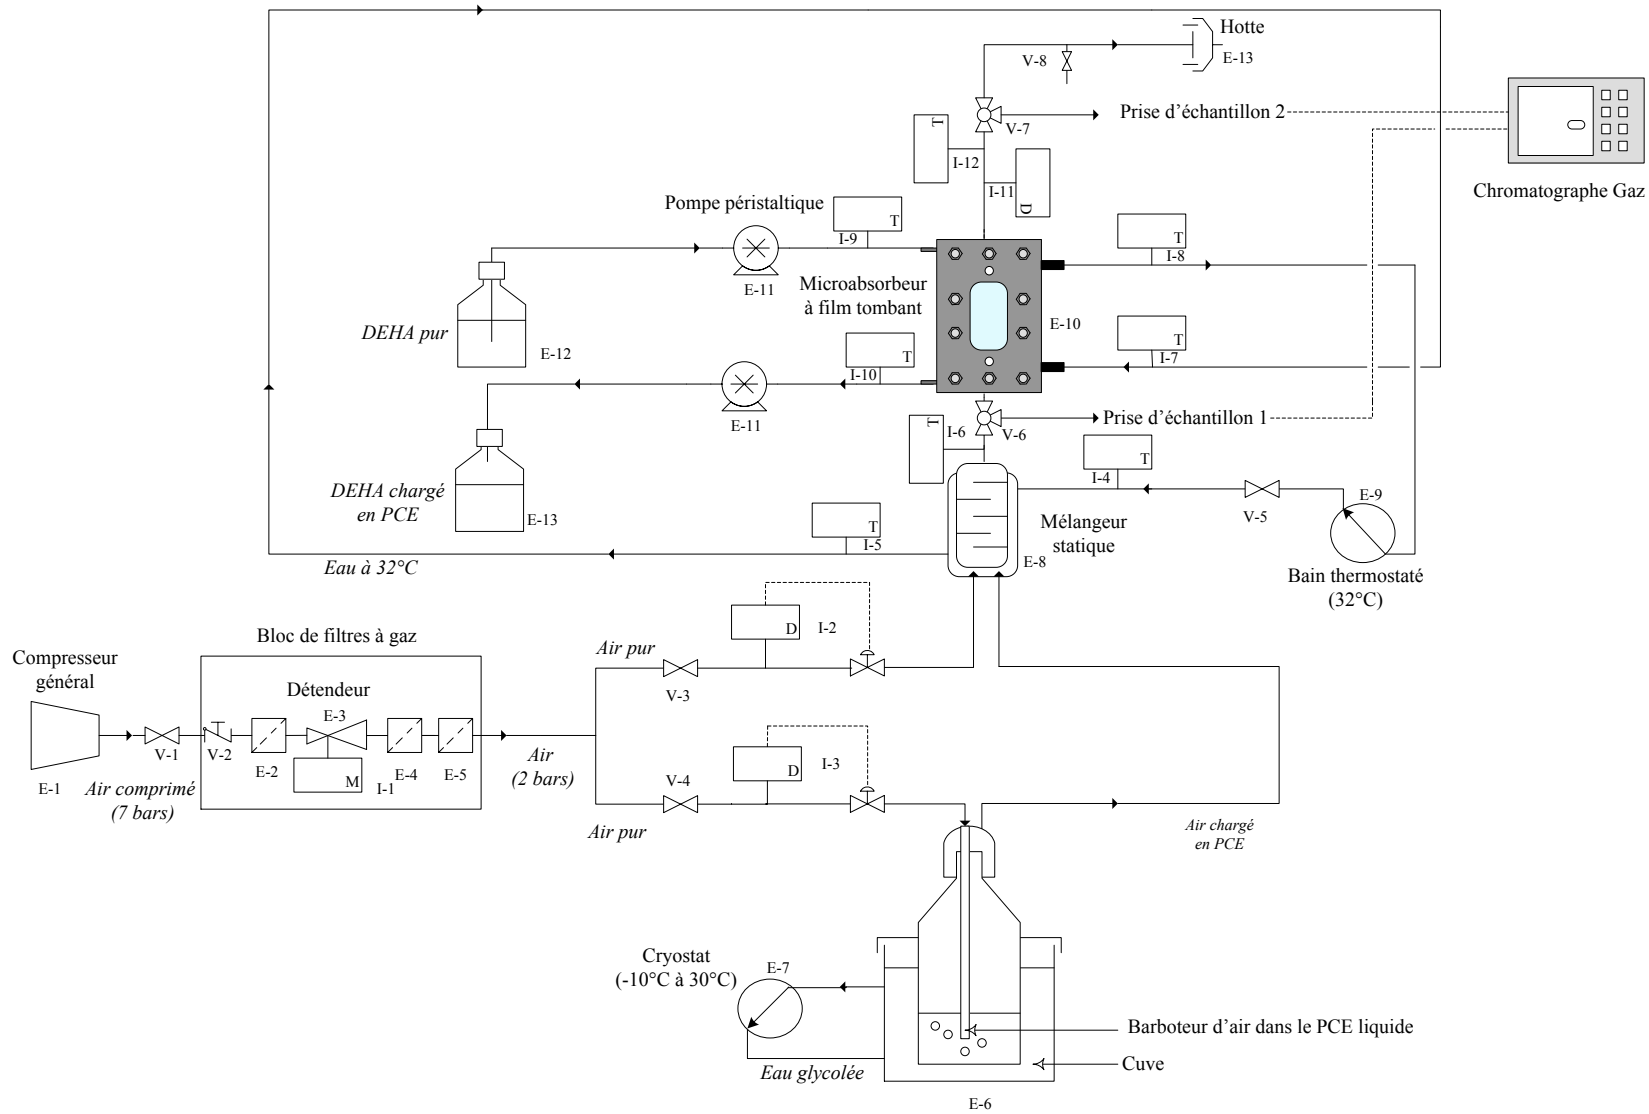 Hotte
V-8
E-13
Prise d’échantillon 2
V-7
T
I-12
I-11
D
Chromatographe Gaz
Pompe péristaltique
T
I-9
T
I-8
E-11
Microabsorbeur
à film tombant
E-10
DEHA pur
E-12
T
I-10
T
I-7
E-11
Prise d’échantillon 1
V-6
T
I-6
T
I-4
E-9
V-5
DEHA chargé
en PCE
E-13
Mélangeur
statique
T
I-5
E-8
Eau à 32°C
Bain thermostaté
(32°C)
Bloc de filtres à gaz
D
I-2
Air pur
V-3
Compresseur
général
Détendeur
E-3
V-1
V-2
E-2
M
I-1
E-4
E-5
E-1
Air comprimé
(7 bars)
Air
(2 bars)
D
I-3
V-4
Air pur
Air chargé
en PCE
Cryostat
(-10°C à 30°C)
E-7
Barboteur d’air dans le PCE liquide
Cuve
Eau glycolée
E-6